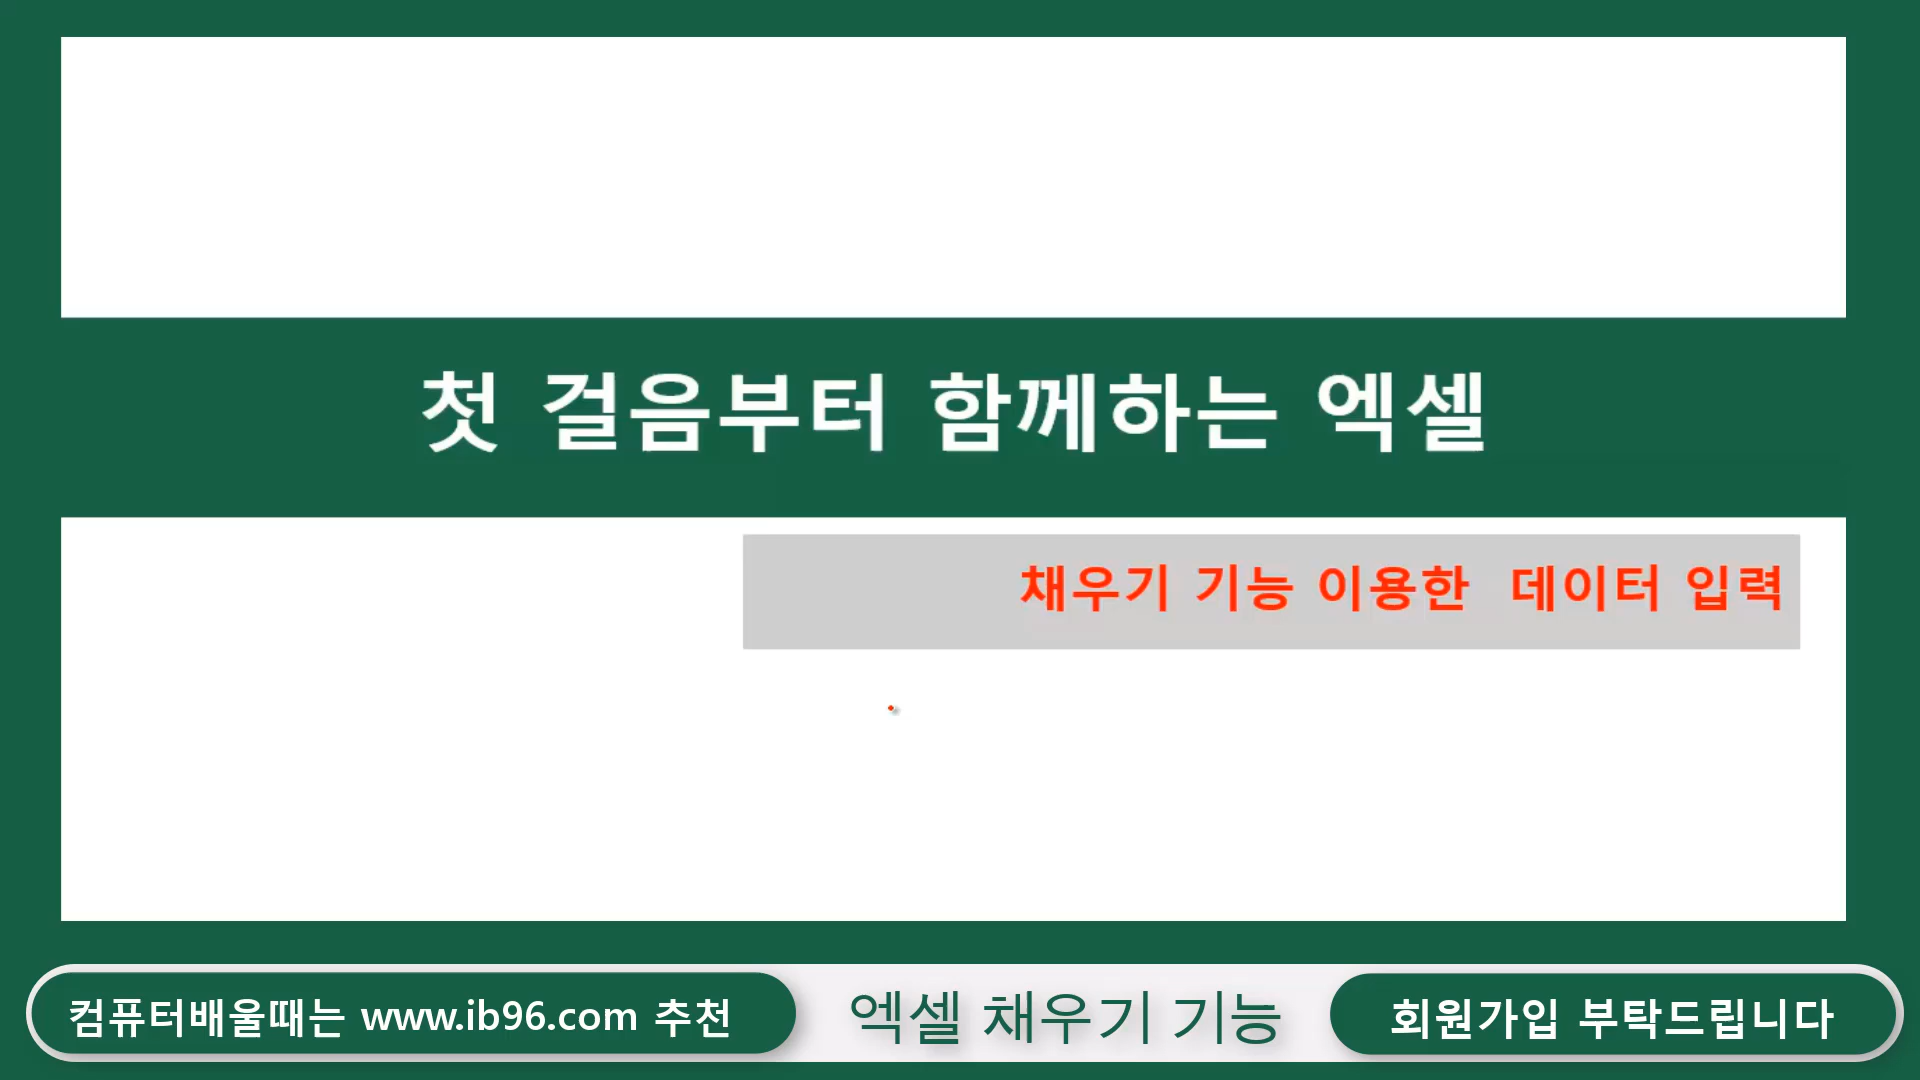 첫 걸음부터 함께하는 엑셀
채우기 기능 이용한 데이터 입력
컴퓨터배울때는 www.ib96.com 추천
엑셀 채우기 기능
회원가입 부탁드립니다